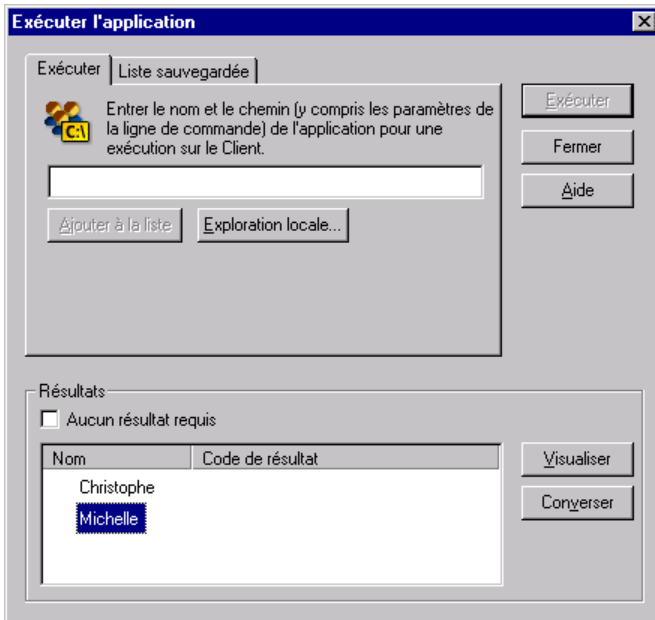 Exécuter l'application
Exécuter
Liste sauvegardée
Entrer le nom et le chemin (y compris les paramètres de
la ligne de commande) de l'application pour une
exécution sur le Client.
C:\
Ajouter à la liste
Exploration locale...
Exécuter
Fermer
Aide
Résultats
Aucun résultat requis
Nom
Code de résultat
Christophe
Michelle
Visualiser
Converser